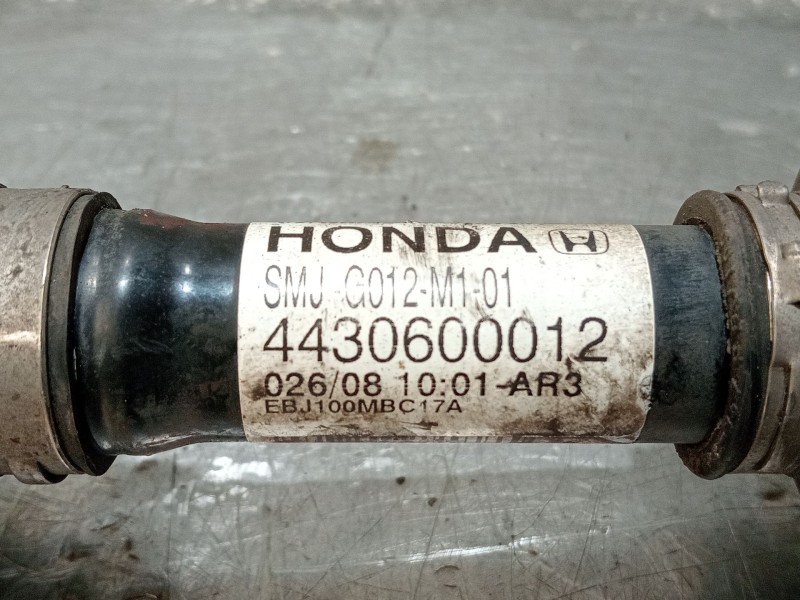 HONDA
SMJ G012-M1-01
4430600012
026/08 10:01-AR3
EBJ100MBC17A